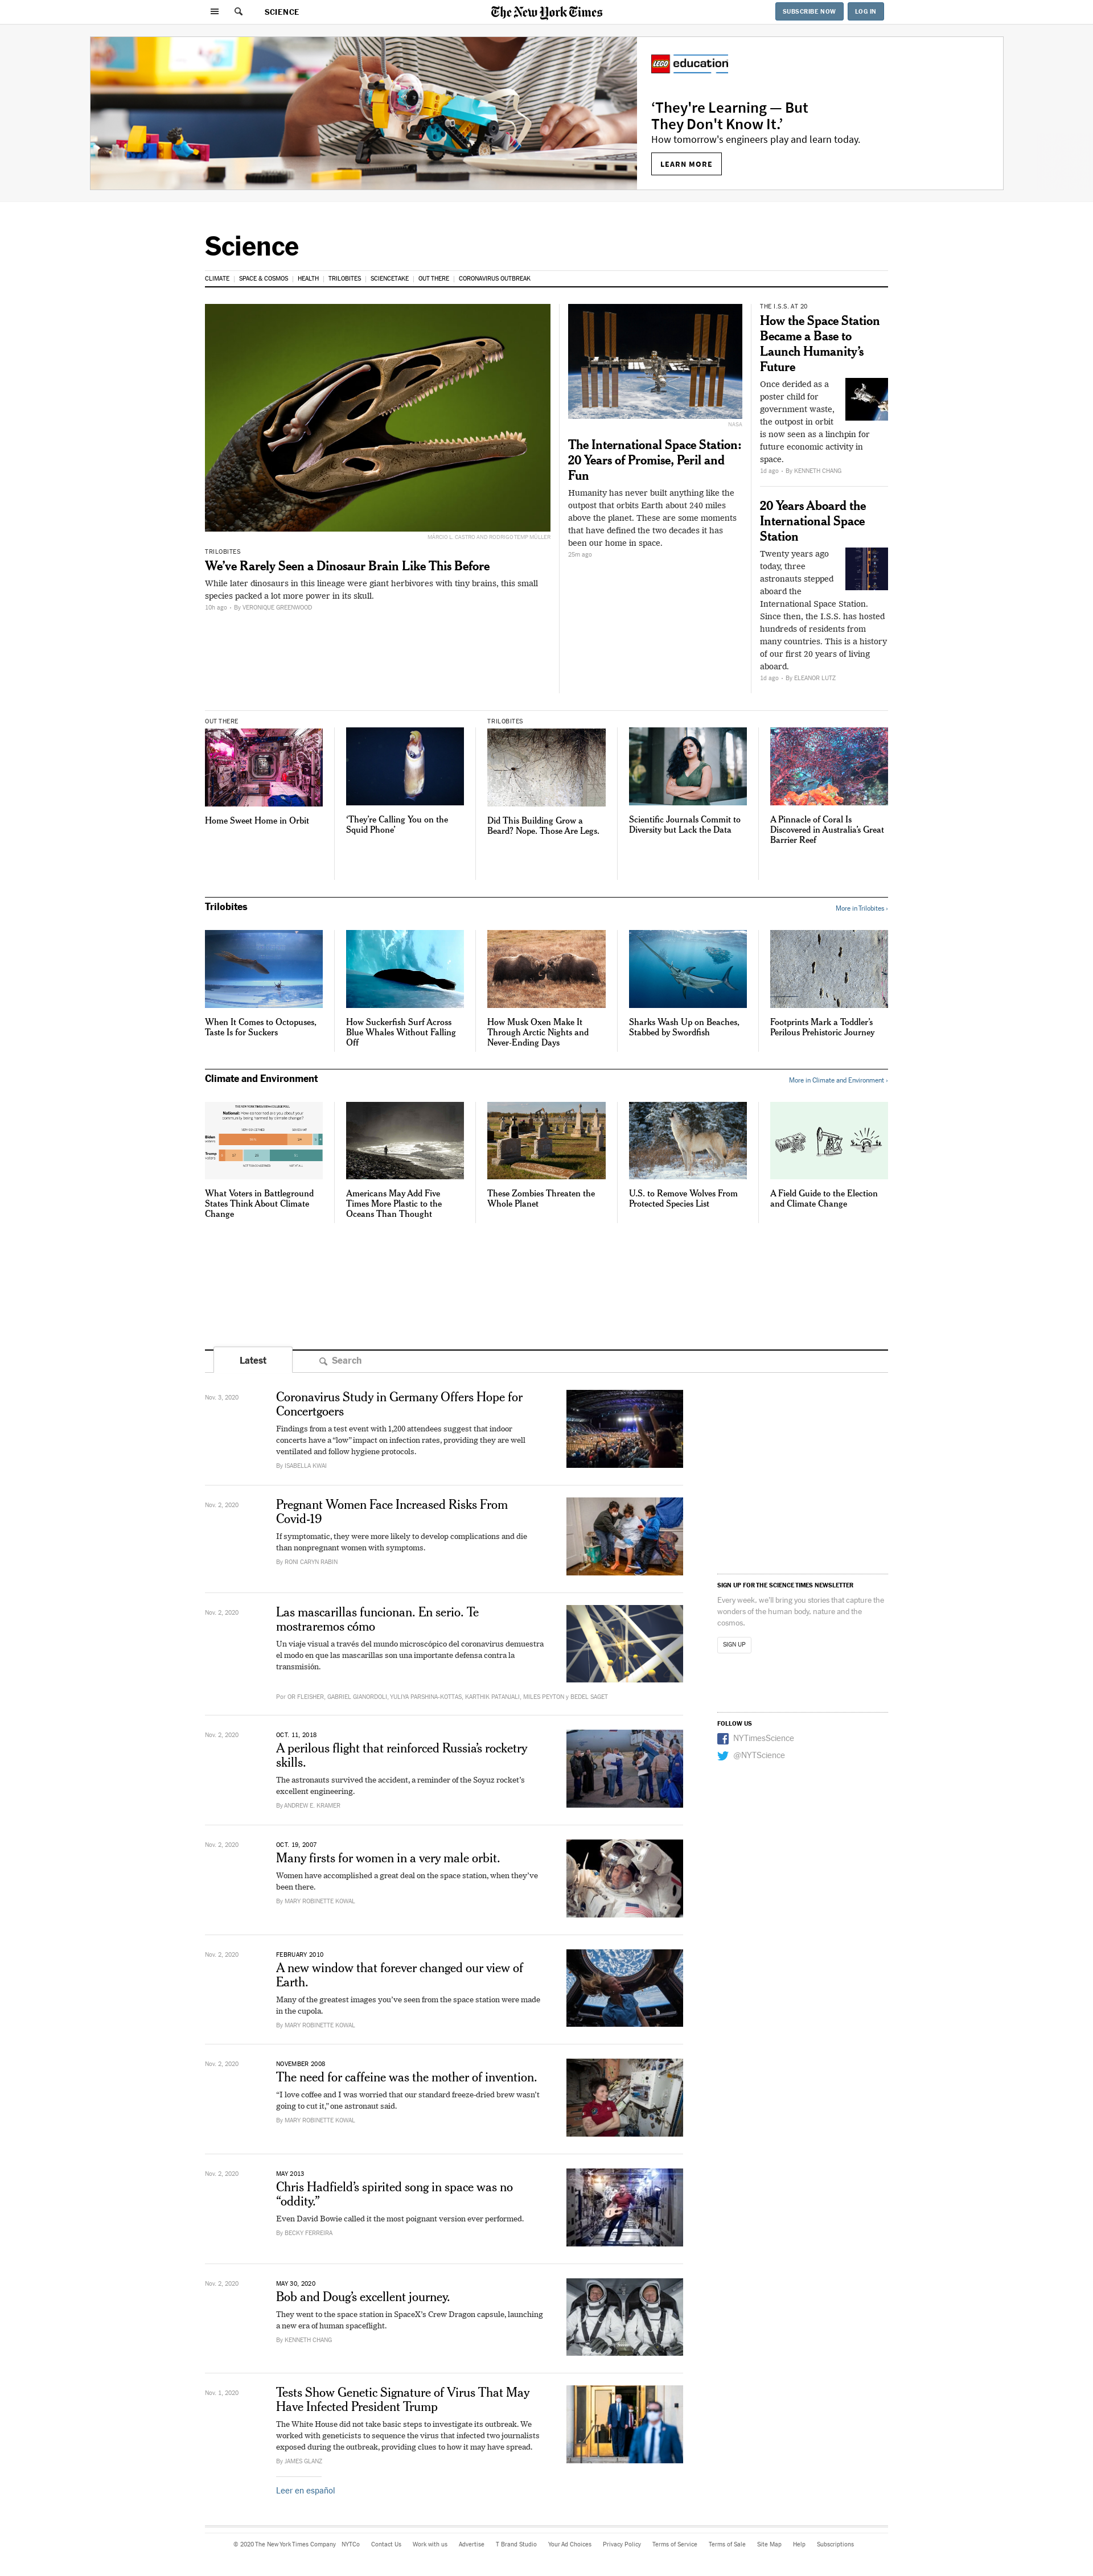 SCIENCE
The New York Times
SUBSCRIBE NOW
LOG IN
LEGO education
‘They're Learning — But
They Don't Know It.’
How tomorrow's engineers play and learn today.
LEARN MORE
Science
CLIMATE | SPACE & COSMOS | HEALTH | TRILOBITES | SCIENCETAKE | OUT THERE | CORONAVIRUS OUTBREAK
MÁRCIO L. CASTRO AND RODRIGO TEMP MÜLLER
TRILOBITES
We’ve Rarely Seen a Dinosaur Brain Like This Before
While later dinosaurs in this lineage were giant herbivores with tiny brains, this small
species packed a lot more power in its skull.
10h ago - By VERONIQUE GREENWOOD
NASA
The International Space Station:
20 Years of Promise, Peril and
Fun
Humanity has never built anything like the
outpost that orbits Earth about 240 miles
above the planet. These are some moments
that have defined the two decades it has
been our home in space.
25m ago
THE I.S.S. AT 20
How the Space Station
Became a Base to
Launch Humanity’s
Future
Once derided as a
poster child for
government waste,
the outpost in orbit
is now seen as a linchpin for
future economic activity in
space.
1d ago - By KENNETH CHANG
20 Years Aboard the
International Space
Station
Twenty years ago
today, three
astronauts stepped
aboard the
International Space Station.
Since then, the I.S.S. has hosted
hundreds of residents from
many countries. This is a history
of our first 20 years of living
aboard.
1d ago - By ELEANOR LUTZ
OUT THERE
Home Sweet Home in Orbit
‘They’re Calling You on the
Squid Phone’
TRILOBITES
Did This Building Grow a
Beard? Nope. Those Are Legs.
Scientific Journals Commit to
Diversity but Lack the Data
A Pinnacle of Coral Is
Discovered in Australia’s Great
Barrier Reef
Trilobites
More in Trilobites ›
When It Comes to Octopuses,
Taste Is for Suckers
How Suckerfish Surf Across
Blue Whales Without Falling
Off
How Musk Oxen Make It
Through Arctic Nights and
Never-Ending Days
Sharks Wash Up on Beaches,
Stabbed by Swordfish
Footprints Mark a Toddler’s
Perilous Prehistoric Journey
Climate and Environment
More in Climate and Environment ›
National: How concerned are you about your
community being harmed by climate change?
Biden
Trump
What Voters in Battleground
States Think About Climate
Change
Americans May Add Five
Times More Plastic to the
Oceans Than Thought
These Zombies Threaten the
Whole Planet
U.S. to Remove Wolves From
Protected Species List
A Field Guide to the Election
and Climate Change
Latest
Search
Nov. 3, 2020
Coronavirus Study in Germany Offers Hope for
Concertgoers
Findings from a test event with 1,200 attendees suggest that indoor
concerts have a “low” impact on infection rates, providing they are well
ventilated and follow hygiene protocols.
By ISABELLA KWAI
Nov. 2, 2020
Pregnant Women Face Increased Risks From
Covid-19
If symptomatic, they were more likely to develop complications and die
than nonpregnant women with symptoms.
By RONI CARYN RABIN
Nov. 2, 2020
Las mascarillas funcionan. En serio. Te
mostraremos cómo
Un viaje visual a través del mundo microscópico del coronavirus demuestra
el modo en que las mascarillas son una importante defensa contra la
transmisión.
Por OR FLEISHER, GABRIEL GIANORDOLI, YULIYA PARSHINA-KOTTAS, KARTHIK PATANJALI, MILES PEYTON y BEDEL SAGET
Nov. 2, 2020
OCT. 11, 2018
A perilous flight that reinforced Russia’s rocketry
skills.
The astronauts survived the accident, a reminder of the Soyuz rocket’s
excellent engineering.
By ANDREW E. KRAMER
Nov. 2, 2020
OCT. 19, 2007
Many firsts for women in a very male orbit.
Women have accomplished a great deal on the space station, when they’ve
been there.
By MARY ROBINETTE KOWAL
Nov. 2, 2020
FEBRUARY 2010
A new window that forever changed our view of
Earth.
Many of the greatest images you’ve seen from the space station were made
in the cupola.
By MARY ROBINETTE KOWAL
Nov. 2, 2020
NOVEMBER 2008
The need for caffeine was the mother of invention.
“I love coffee and I was worried that our standard freeze-dried brew wasn’t
going to cut it,” one astronaut said.
By MARY ROBINETTE KOWAL
Nov. 2, 2020
MAY 2013
Chris Hadfield’s spirited song in space was no
“oddity.”
Even David Bowie called it the most poignant version ever performed.
By BECKY FERREIRA
Nov. 2, 2020
MAY 30, 2020
Bob and Doug’s excellent journey.
They went to the space station in SpaceX’s Crew Dragon capsule, launching
a new era of human spaceflight.
By KENNETH CHANG
Nov. 1, 2020
Tests Show Genetic Signature of Virus That May
Have Infected President Trump
The White House did not take basic steps to investigate its outbreak. We
worked with geneticists to sequence the virus that infected two journalists
exposed during the outbreak, providing clues to how it may have spread.
By JAMES GLANZ
Leer en español
SIGN UP FOR THE SCIENCE TIMES NEWSLETTER
Every week, we'll bring you stories that capture the
wonders of the human body, nature and the
cosmos.
SIGN UP
FOLLOW US
NYTimesScience
@NYTScience
© 2020 The New York Times Company NYTCo Contact Us Work with us Advertise T Brand Studio Your Ad Choices Privacy Policy Terms of Service Terms of Sale Site Map Help Subscriptions